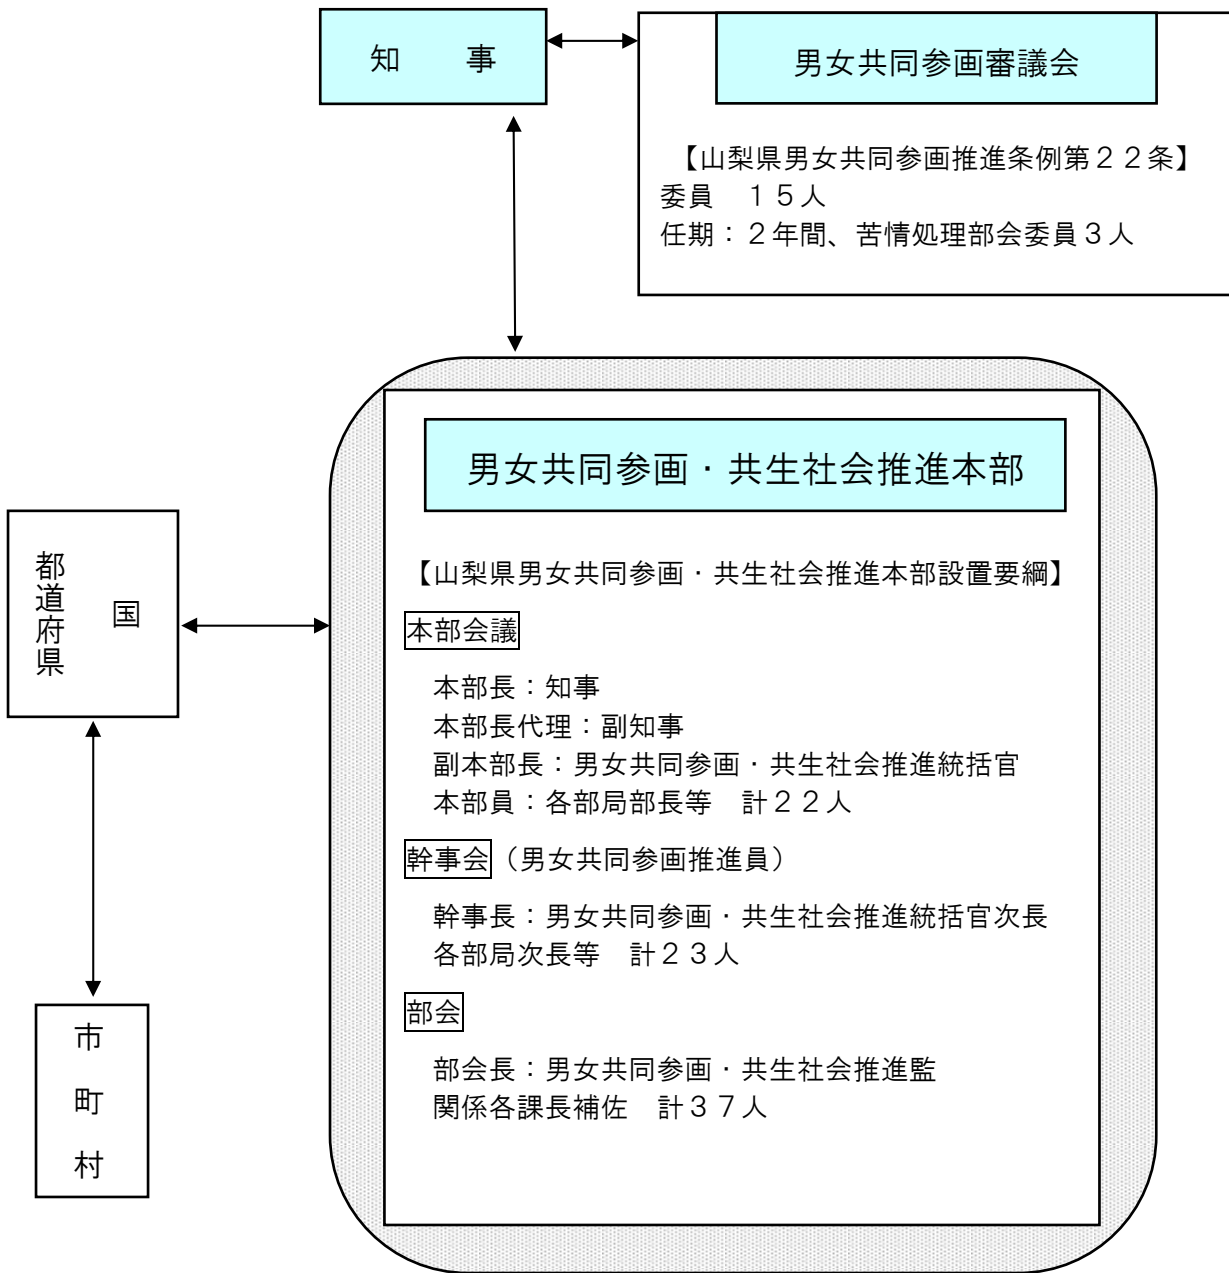 知　　事
男女共同参画審議会
【山梨県男女共同参画推進条例第２２条】
委員　１５人
任期：２年間、苦情処理部会委員３人
男女共同参画・共生社会推進本部
【山梨県男女共同参画・共生社会推進本部設置要綱】
本部会議
本部長：知事
本部長代理：副知事
副本部長：男女共同参画・共生社会推進統括官
本部員：各部局部長等　計２２人
幹事会（男女共同参画推進員）
幹事長：男女共同参画・共生社会推進統括官次長
各部局次長等　計２３人
部会
部会長：男女共同参画・共生社会推進監
関係各課長補佐　計３７人
国
都道府県
市町村